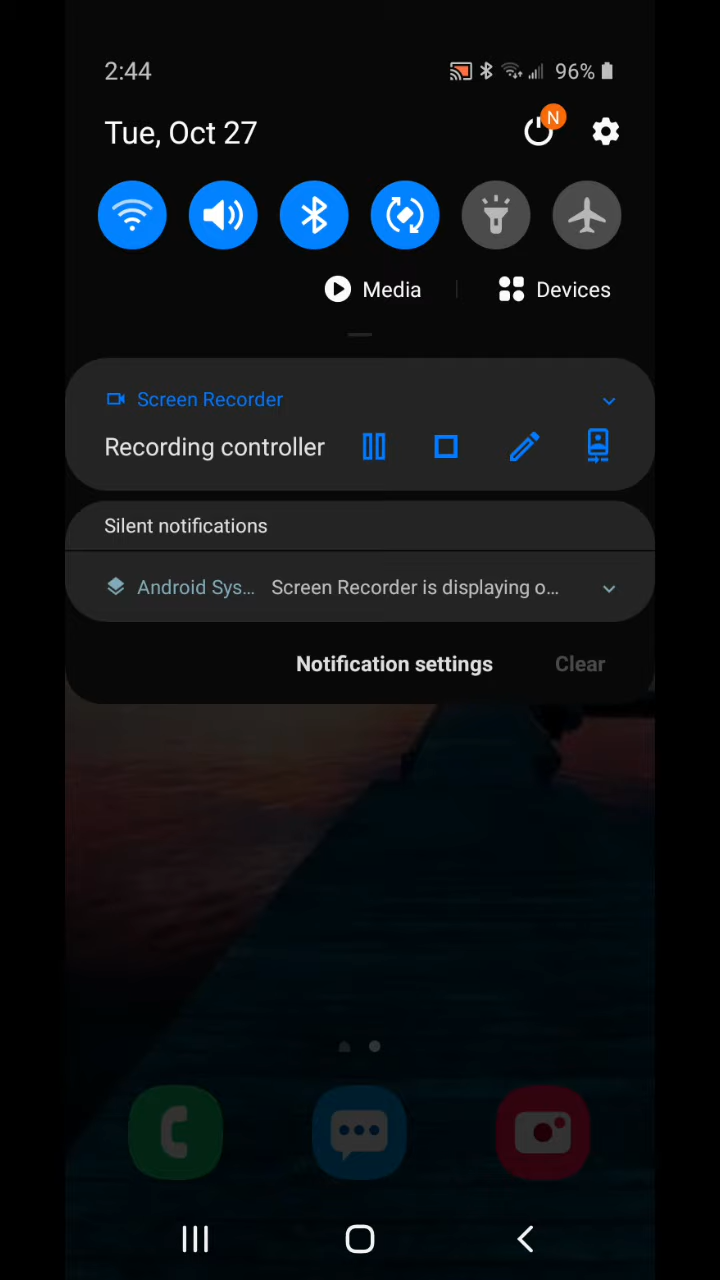 2:44
96%
Tue, Oct 27
N
Media
Devices
Screen Recorder
Recording controller
Silent notifications
Android Sys... Screen Recorder is displaying o...
Notification settings
Clear